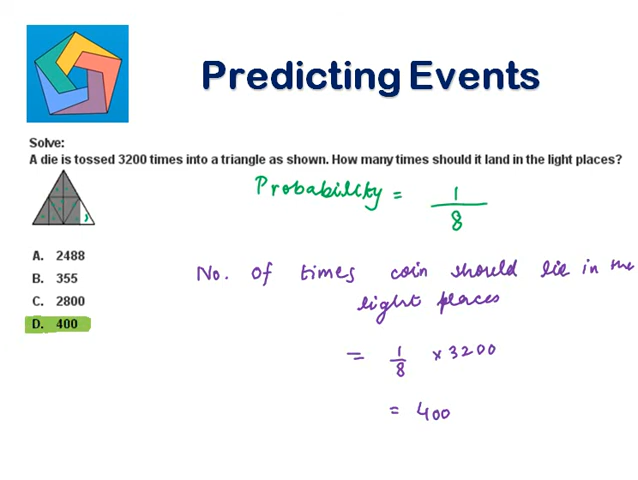 Predicting Events
Solve:
A die is tossed 3200 times into a triangle as shown. How many times should it land in the light places?
Probability = 1/8
A. 2488
B. 355
C. 2800
D. 400
No. of times coin should lie in the
light places
= 1/8 × 3200
= 400